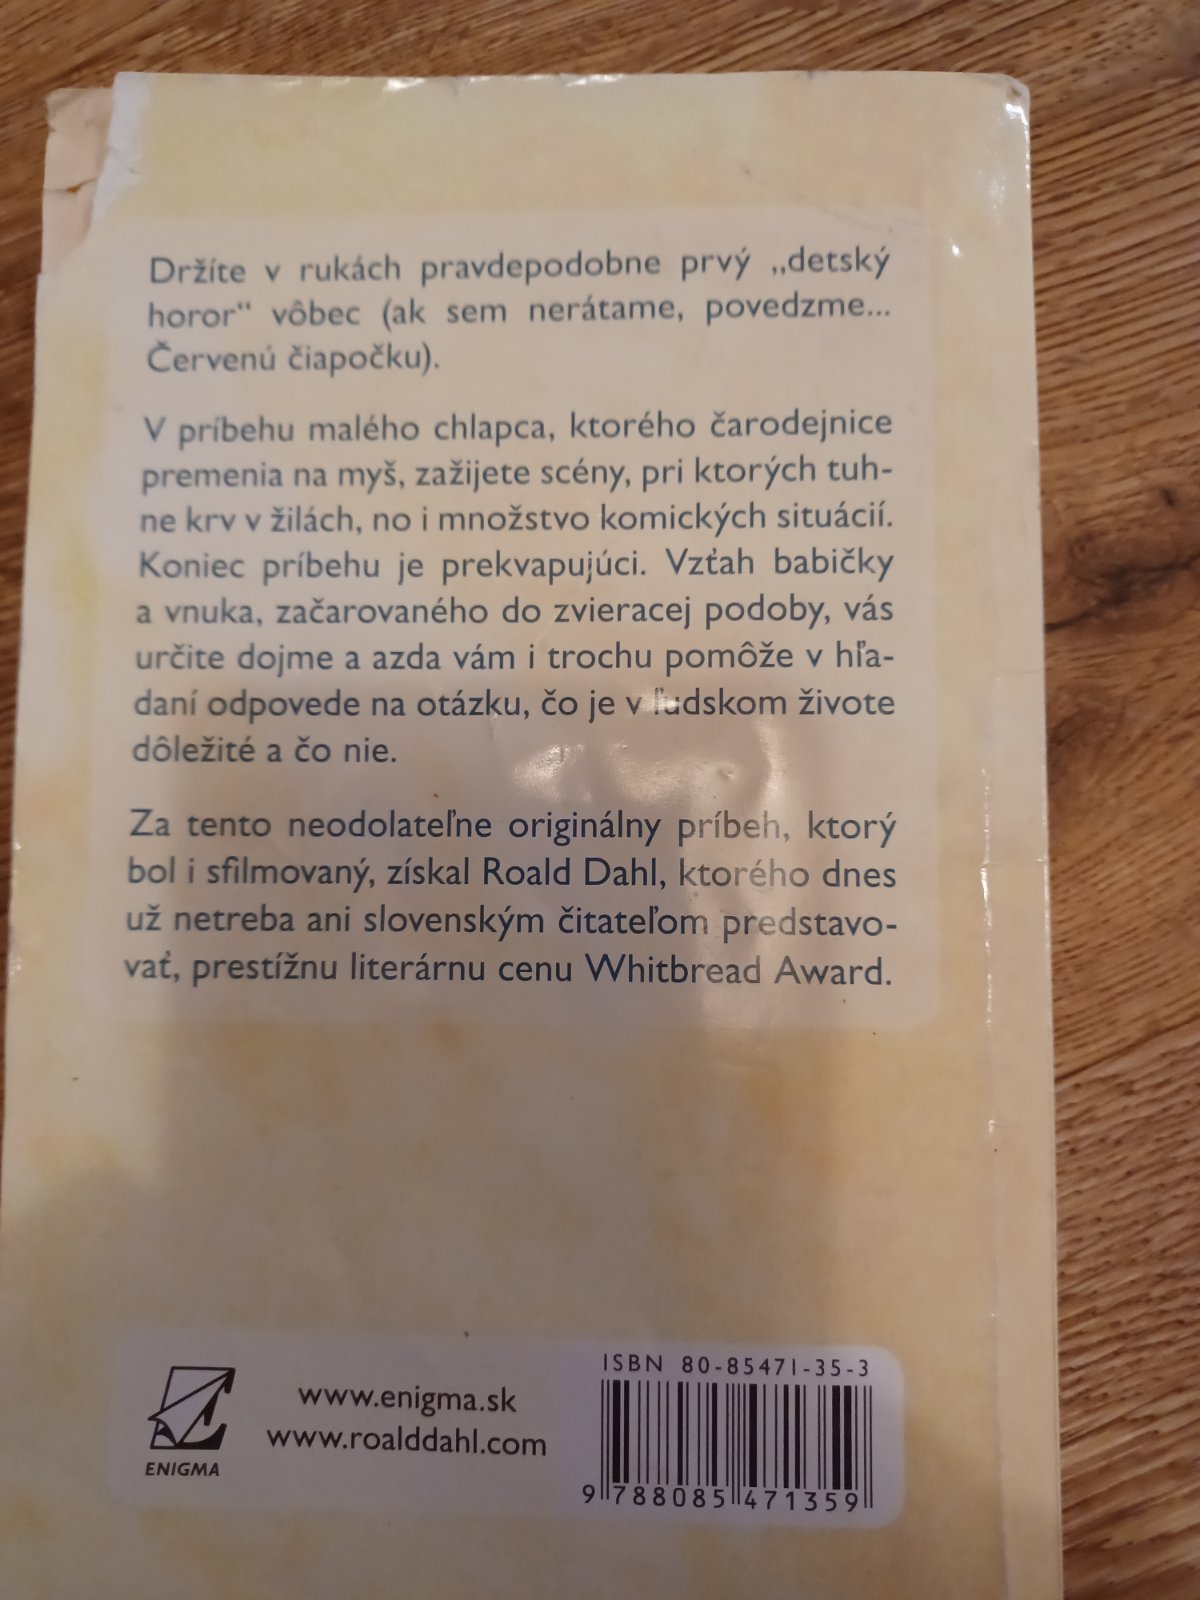 Držíte v rukách pravdepodobne prvý „detský
horor“ vôbec (ak sem nerátame, povedzme...
Červenú čiapočku).
V príbehu malého chlapca, ktorého čarodejnice
premenia na myš, zažijete scény, pri ktorých tuh-
ne krv v žilách, no i množstvo komických situácií.
Koniec príbehu je prekvapujúci. Vzťah babičky
a vnuka, začarovaného do zvieracej podoby, vás
určite dojme a azda vám i trochu pomôže v hľa-
daní odpovede na otázku, čo je v ľudskom živote
dôležité a čo nie.
Za tento neodolateľne originálny príbeh, ktorý
bol i sfilmovaný, získal Roald Dahl, ktorého dnes
už netreba ani slovenským čitateľom predstavo-
vať, prestížnu literárnu cenu Whitbread Award.
ISBN 80-85471-35-3
www.enigma.sk
www.roalddahl.com
ENIGMA
9 788085 471359